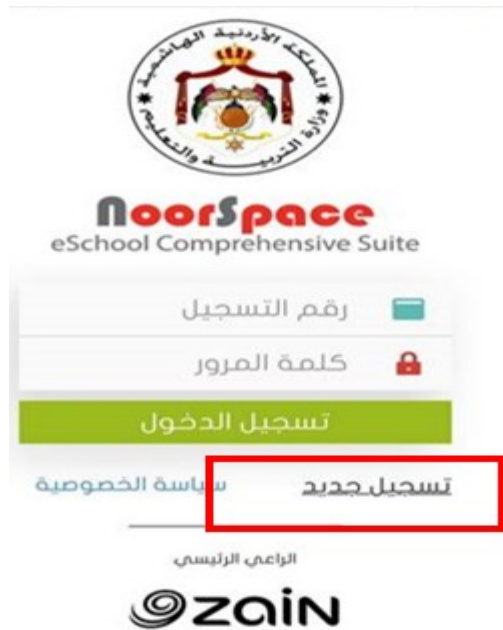 المملكة الأردنية الهاشمية
وزارة التربية والتعليم
NoorSpace
eSchool Comprehensive Suite
رقم التسجيل
كلمة المرور
تسجيل الدخول
تسجيل جديد سياسة الخصوصية
الراعي الرئيسي
zain